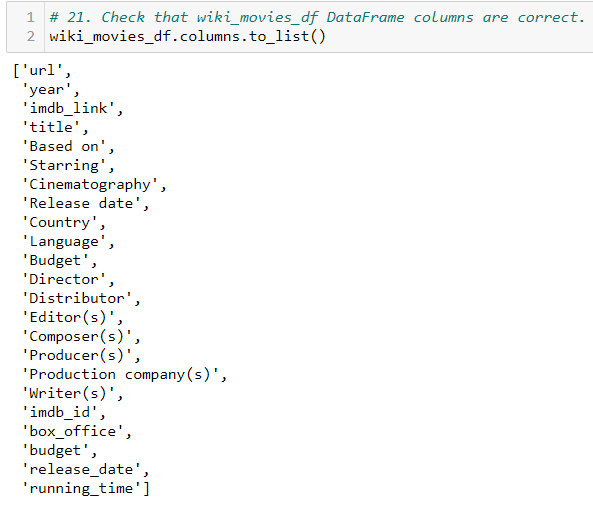 1 # 21. Check that wiki_movies_df DataFrame columns are correct.
2 wiki_movies_df.columns.to_list()
['url',
'year',
'imdb_link',
'title',
'Based on',
'Starring',
'Cinematography',
'Release date',
'Country',
'Language',
'Budget',
'Director',
'Distributor',
'Editor(s)',
'Composer(s)',
'Producer(s)',
'Production company(s)',
'Writer(s)',
'imdb_id',
'box_office',
'budget',
'release_date',
'running_time']